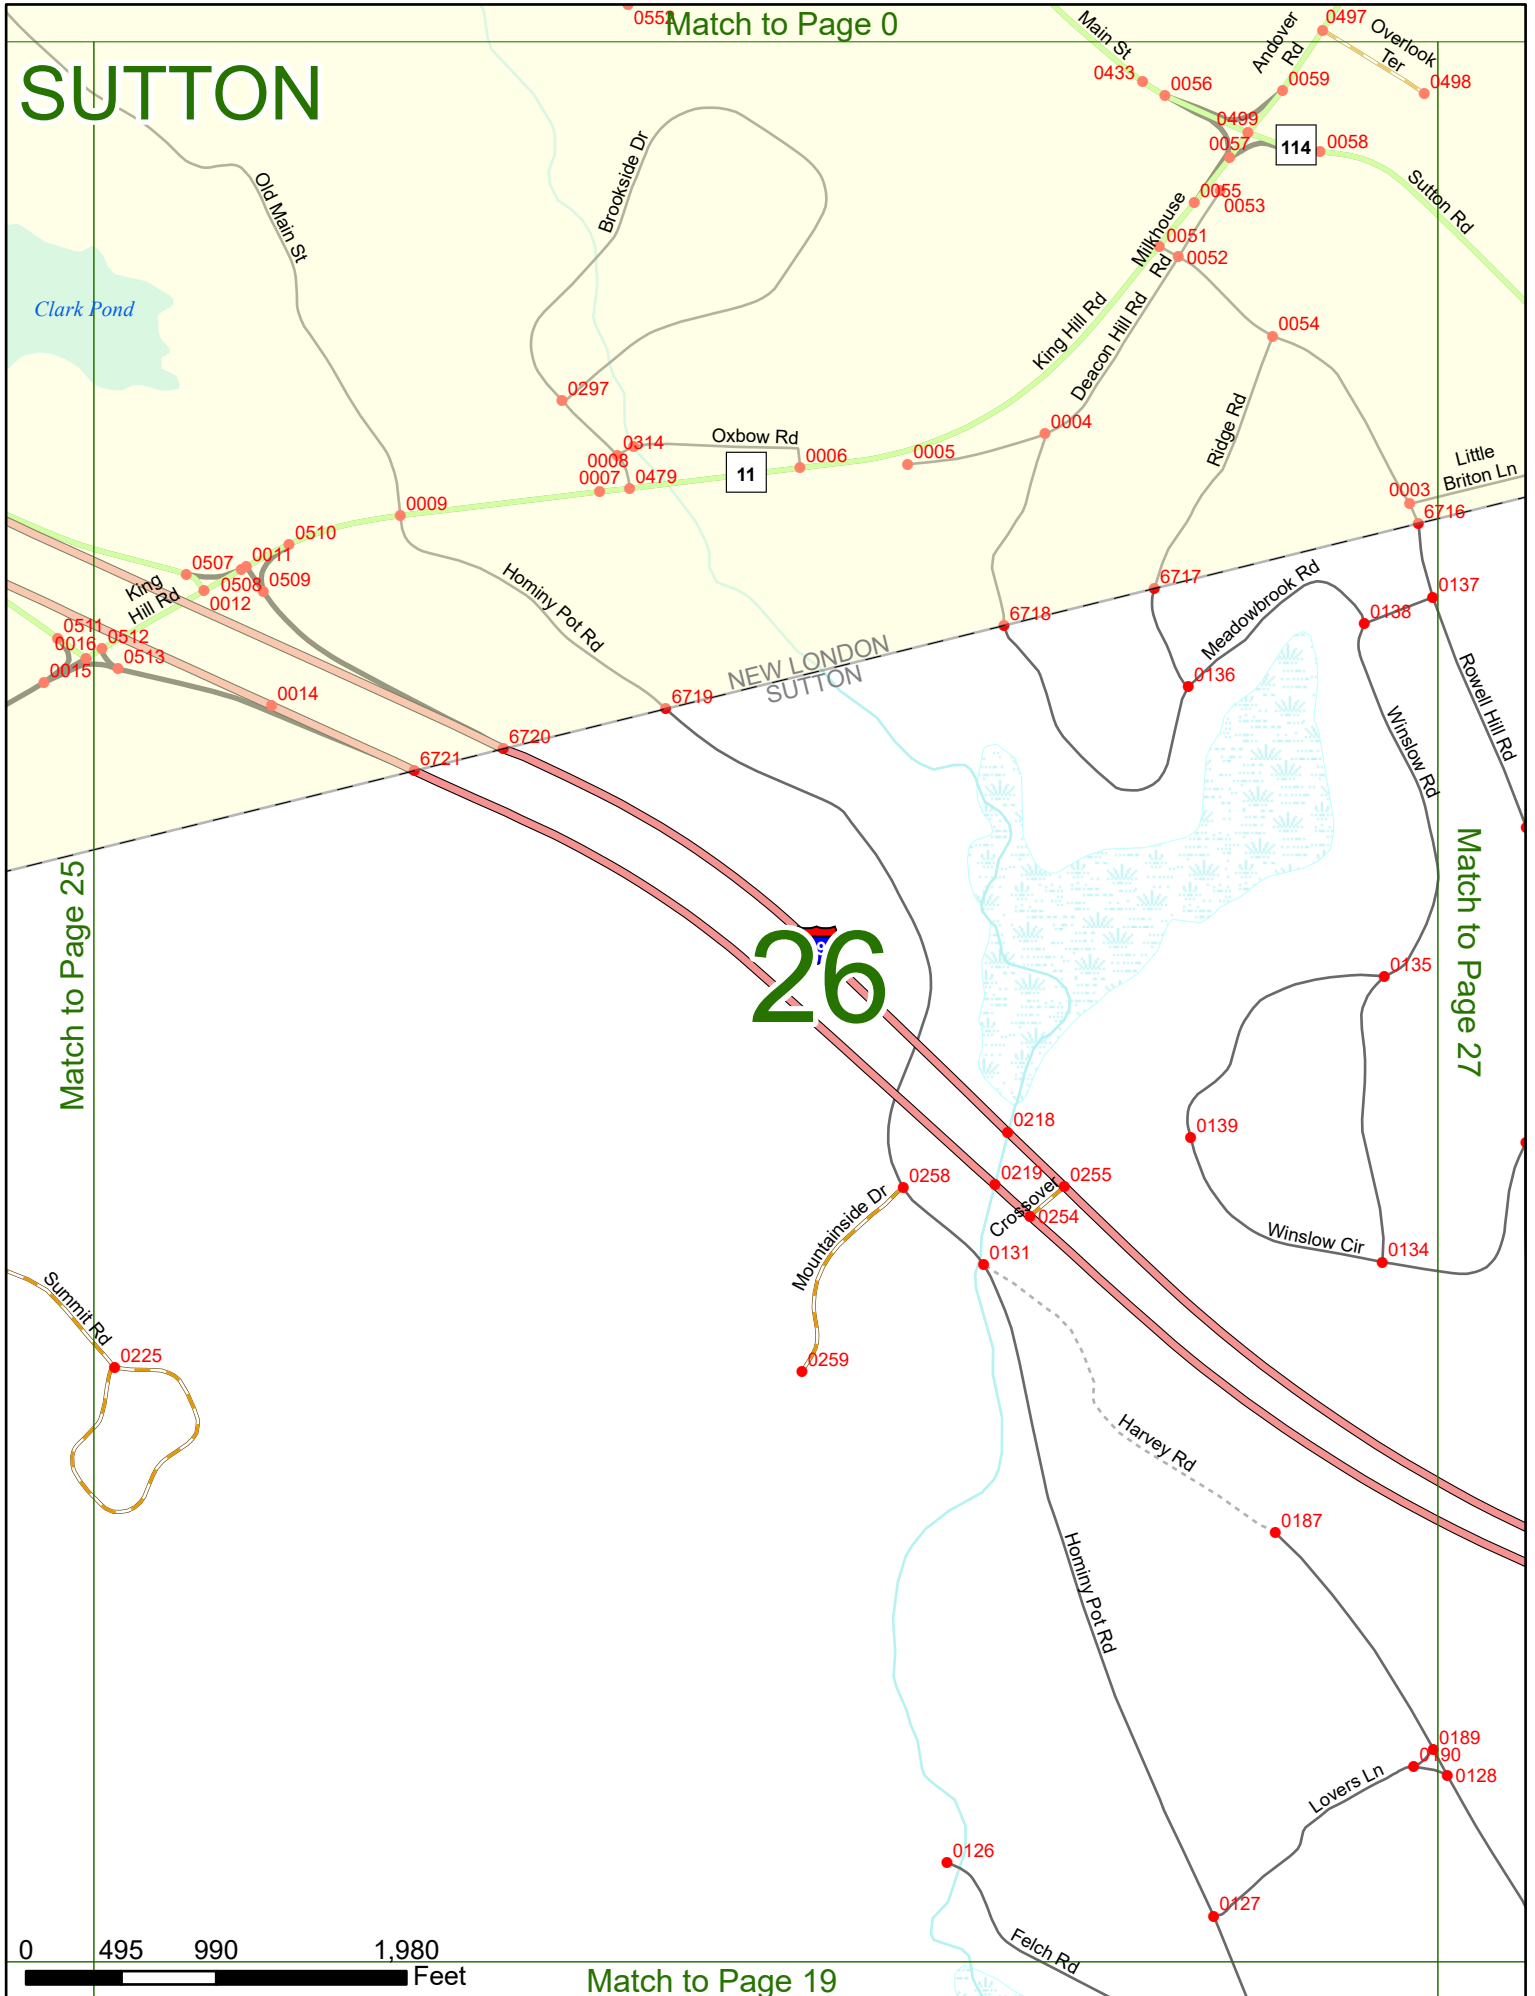 0552
Match to Page 0
SUTTON
Main St
Andover
Rd
0497
Overlook
Ter
0433
0056
0059
0498
0499
0057
114
0058
Brookside Dr
Old Main St
Milkhouse
Rd
0055
0053
Sutton Rd
0051
0052
Clark Pond
King Hill Rd
Deacon Hill Rd
0054
0297
Ridge Rd
Oxbow Rd
0004
0314
0008
0006
0005
Little
Briton Ln
0007
0479
11
0003
0009
6716
0510
0507
0011
0508
0509
King
Hill Rd
0012
Hominy Pot Rd
6717
Meadowbrook Rd
0137
0138
6718
0511
0512
0016
0513
0015
0136
NEW LONDON
SUTTON
Rowell Hill Rd
0014
6719
Winslow Rd
6720
6721
Match to Page 25
Match to Page 27
9
26
0135
0218
0139
0219
0255
0258
Crossover
0254
Mountainside Dr
Winslow Cir
0131
0134
Summit Rd
0225
0259
Harvey Rd
0187
Hominy Pot Rd
0189
0190
0128
Lovers Ln
0126
0127
Felch Rd
0 495 990 1,980
Feet
Match to Page 19